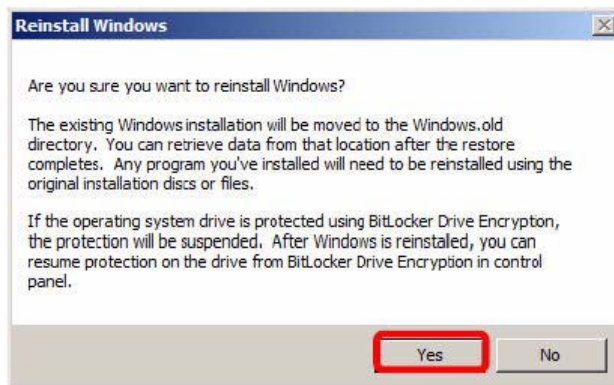 Reinstall Windows
Are you sure you want to reinstall Windows?
The existing Windows installation will be moved to the Windows.old
directory. You can retrieve data from that location after the restore
completes. Any program you've installed will need to be reinstalled using the
original installation discs or files.
If the operating system drive is protected using BitLocker Drive Encryption,
the protection will be suspended. After Windows is reinstalled, you can
resume protection on the drive from BitLocker Drive Encryption in control
panel.
Yes No